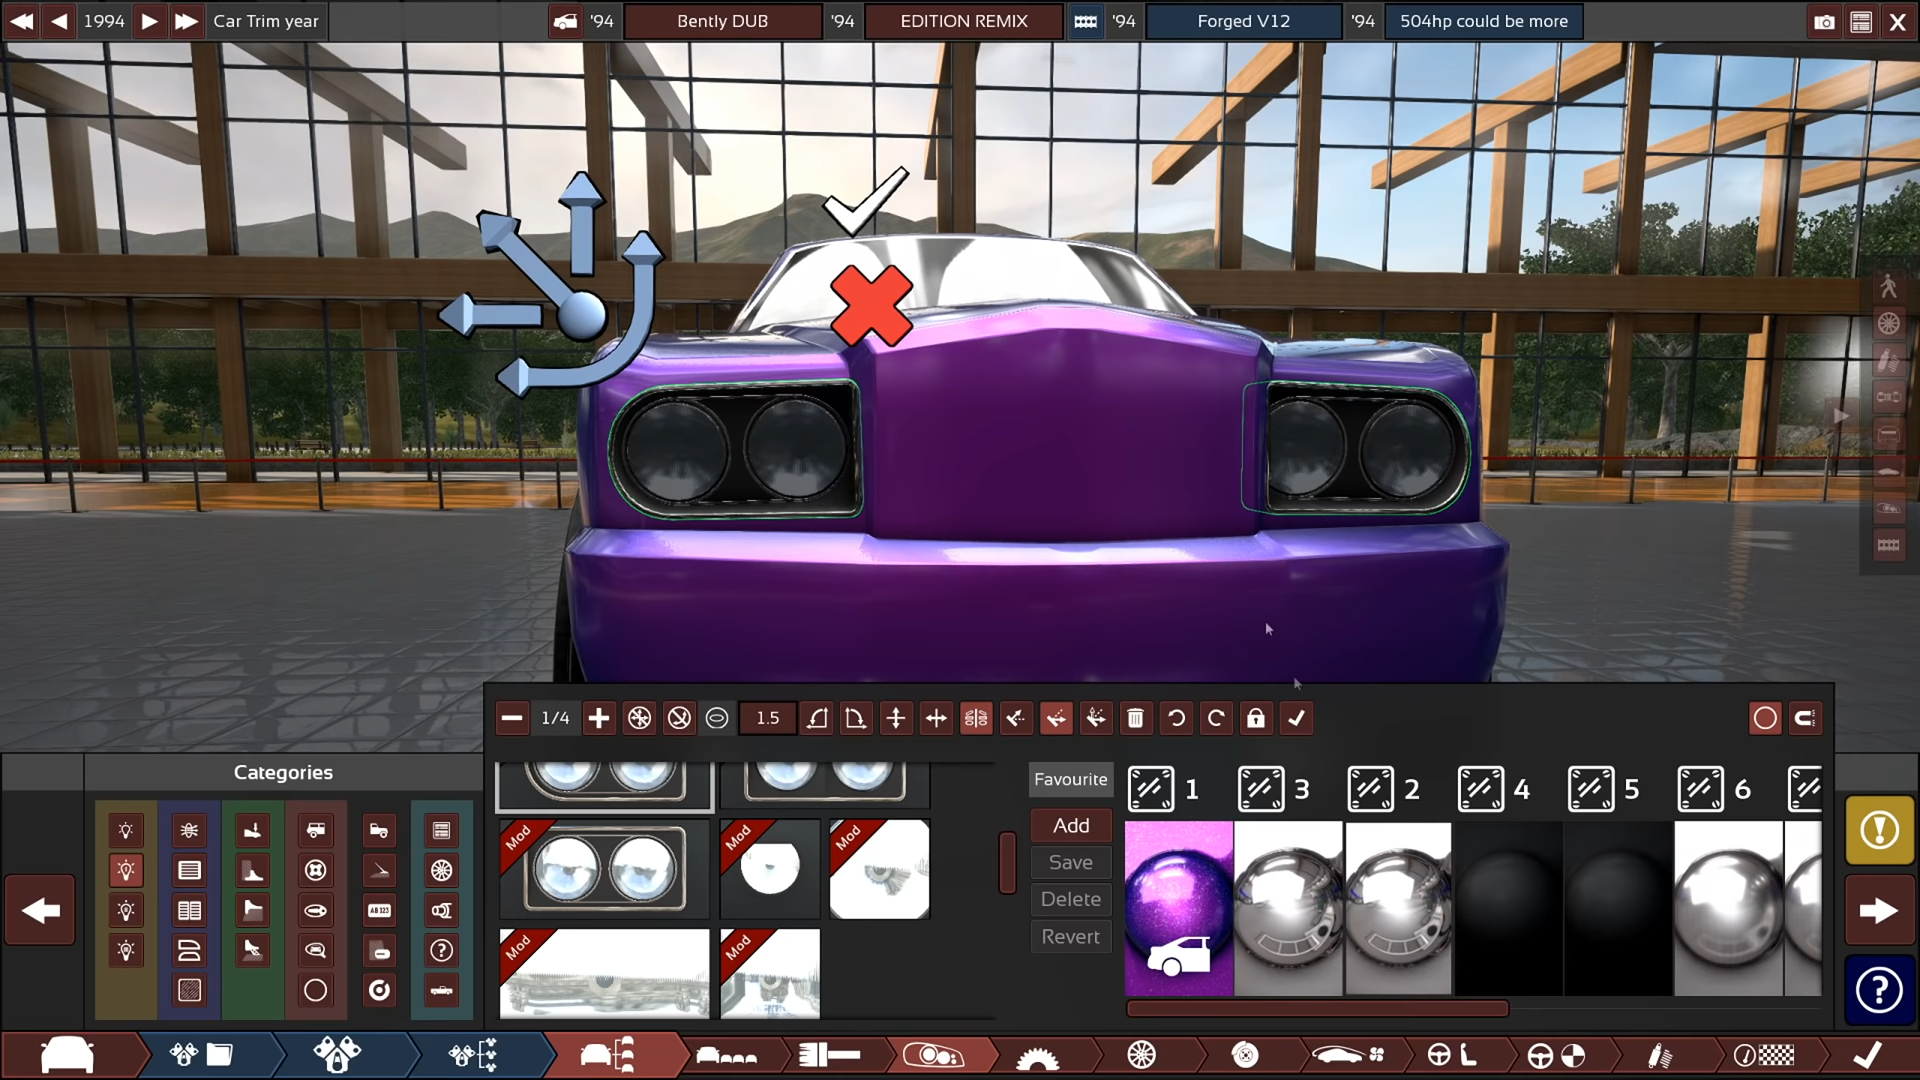 1994 Car Trim year '94 Bently DUB '94 EDITION REMIX '94 Forged V12 '94 504hp could be more
1/4 1.5
Categories
Favourite 1 3 2 4 5 6
Add
Save
Delete
Revert
Mod Mod Mod
Mod Mod
AB 123